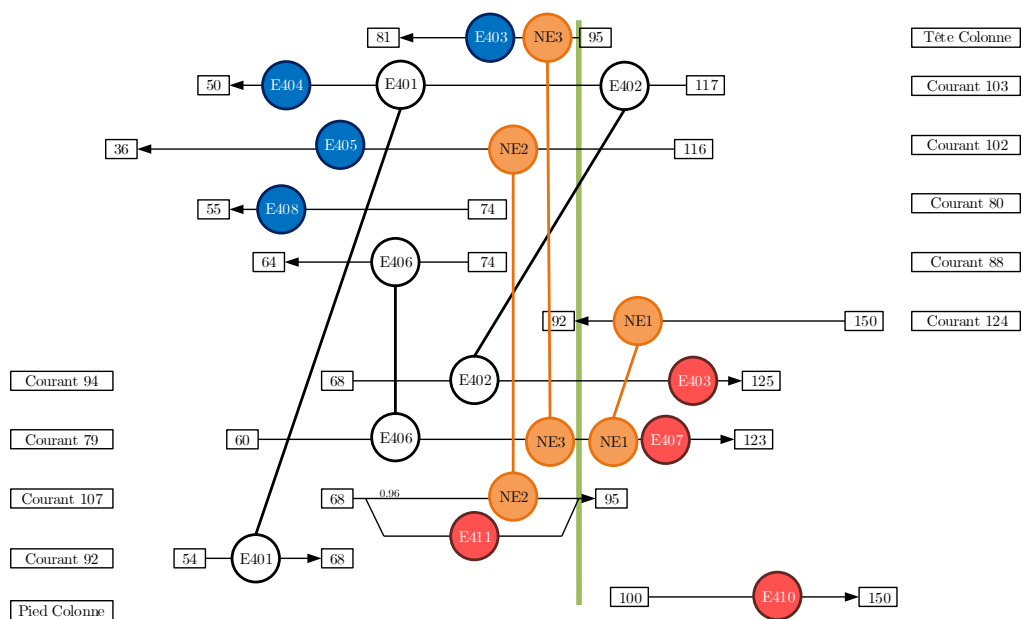 81 E403 NE3 95 Tête Colonne
50 E404 E401 E402 117 Courant 103
36 E405 NE2 116 Courant 102
55 E408 74 Courant 80
64 E406 74 Courant 88
92 NE1 150 Courant 124
Courant 94 68 E402 E403 125
Courant 79 60 E406 NE3 NE1 E407 123
Courant 107 68 0.96 NE2 95
E411
Courant 92 54 E401 68
100 E410 150
Pied Colonne